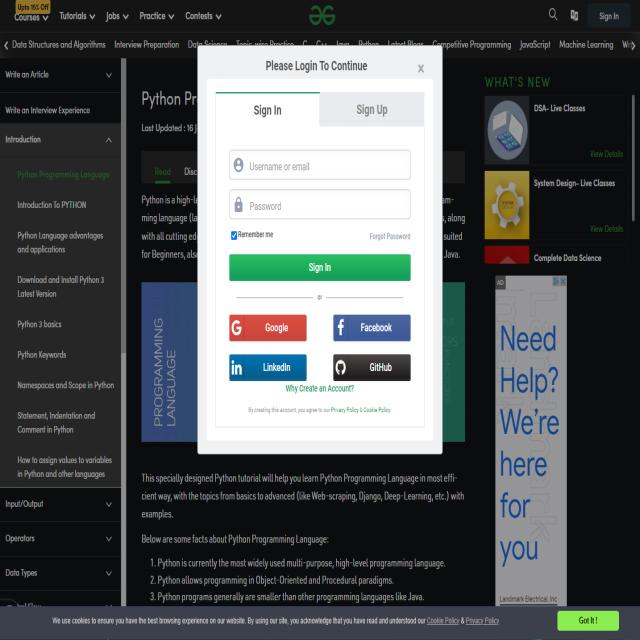 Upto 15% Off
Courses
Tutorials
Jobs
Practice
Contests
Sign In
Data Structures and Algorithms
Interview Preparation
Data Science
Topic-wise Practice
C
C++
Java
Python
Latest Blogs
Competitive Programming
JavaScript
Machine Learning
Write an Article
Write an Interview Experience
Introduction
Python Programming Language
Introduction To PYTHON
Python Language advantages
and applications
Download and Install Python 3
Latest Version
Python 3 basics
Python Keywords
Namespaces and Scope in Python
Statement, Indentation and
Comment in Python
How to assign values to variables
in Python and other languages
Input/Output
Operators
Data Types
Python Pr
Last Updated : 16 J
Read
Disc
Python is a high-l
ming language (la
with all cutting ed
for Beginners, als
am-
s, along
suited
Java.
PROGRAMMING
LANGUAGE
Please Login To Continue
x
Sign In
Sign Up
Username or email
Password
Remember me
Forgot Password
Sign In
or
Google
Facebook
LinkedIn
GitHub
Why Create an Account?
By creating this account, you agree to our Privacy Policy & Cookie Policy.
This specially designed Python tutorial will help you learn Python Programming Language in most effi-
cient way, with the topics from basics to advanced (like Web-scraping, Django, Deep-Learning, etc.) with
examples.
Below are some facts about Python Programming Language:
1. Python is currently the most widely used multi-purpose, high-level programming language.
2. Python allows programming in Object-Oriented and Procedural paradigms.
3. Python programs generally are smaller than other programming languages like Java.
WHAT'S NEW
DSA- Live Classes
View Details
System Design- Live Classes
View Details
Complete Data Science
AD
Need
Help?
We're
here
for
you
Landmark Electrical, Inc
We use cookies to ensure you have the best browsing experience on our website. By using our site, you acknowledge that you have read and understood our Cookie Policy & Privacy Policy
Got It !